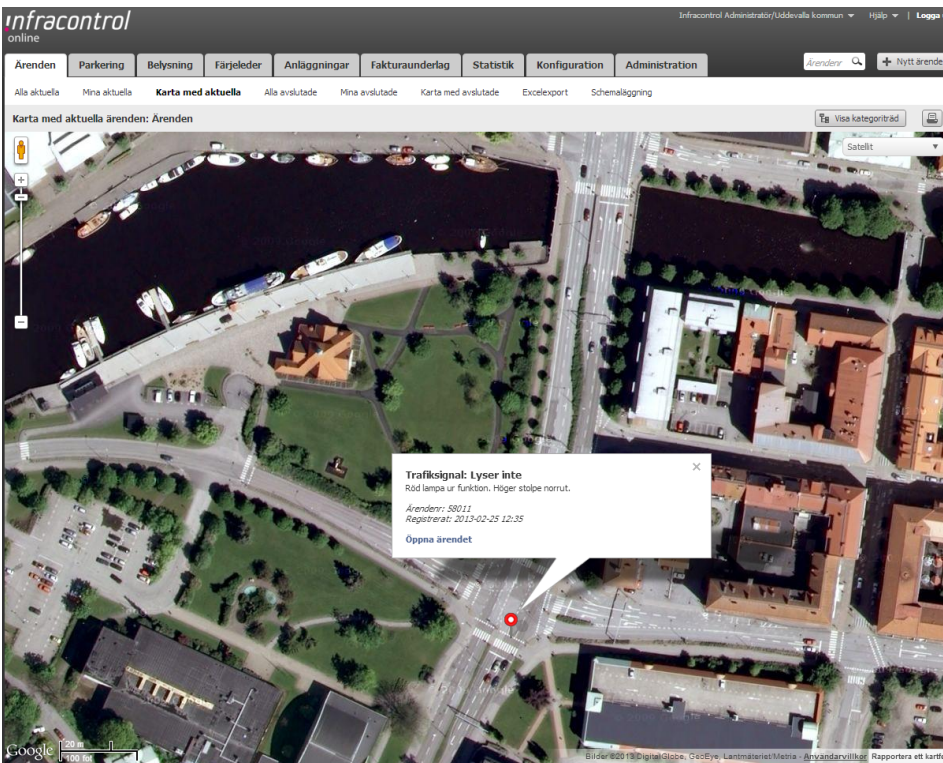 infracontrol
online
Infracontrol Administratör/Uddevalla kommun Hjälp | Logga
Ärenden Parkering Belysning Färjeleder Anläggningar Fakturaunderlag Statistik Konfiguration Administration
Ärendenr + Nytt ärende
Alla aktuella Mina aktuella Karta med aktuella Alla avslutade Mina avslutade Karta med avslutade Excelexport Schemaläggning
Karta med aktuella ärenden: Ärenden
Visa kategoriträd
Satellit
Trafiksignal: Lyser inte
Röd lampa ur funktion. Höger stolpe norrut.
Ärendenr: 58011
Registrerat: 2013-02-25 12:35
Öppna ärendet
Google
20 m
100 fot
Bilder ©2013 DigitalGlobe, GeoEye, Lantmäteriet/Metria - Användarvillkor Rapportera ett kartfe